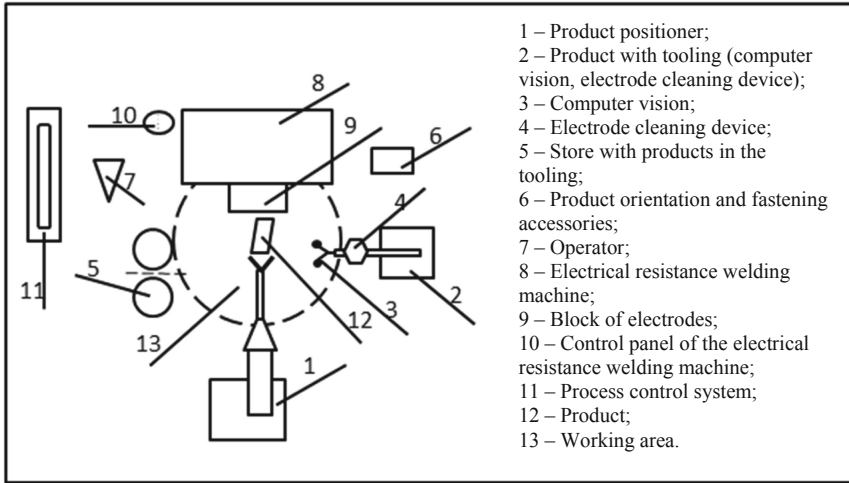 8
10
9
6
7
4
5
11
3
2
12
13
1
1 – Product positioner;
2 – Product with tooling (computer
vision, electrode cleaning device);
3 – Computer vision;
4 – Electrode cleaning device;
5 – Store with products in the
tooling;
6 – Product orientation and fastening
accessories;
7 – Operator;
8 – Electrical resistance welding
machine;
9 – Block of electrodes;
10 – Control panel of the electrical
resistance welding machine;
11 – Process control system;
12 – Product;
13 – Working area.